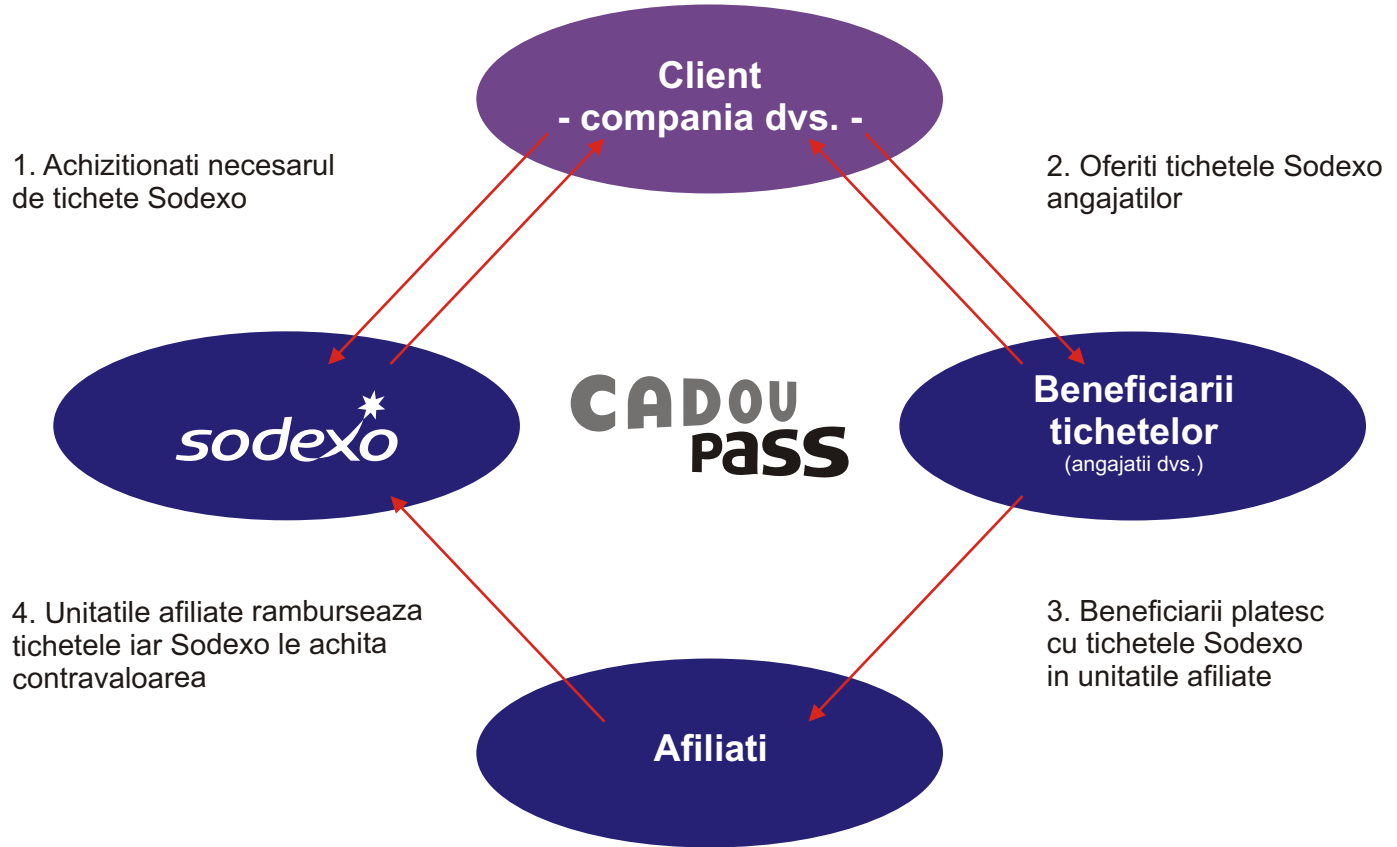 Client
- compania dvs. -
1. Achizitionati necesarul
de tichete Sodexo
2. Oferiti tichetele Sodexo
angajatilor
sodexo
CADOU
PASS
Beneficiarii
tichetelor
(angajatii dvs.)
4. Unitatile afiliate ramburseaza
tichetele iar Sodexo le achita
contravaloarea
3. Beneficiarii platesc
cu tichetele Sodexo
in unitatile afiliate
Afiliati